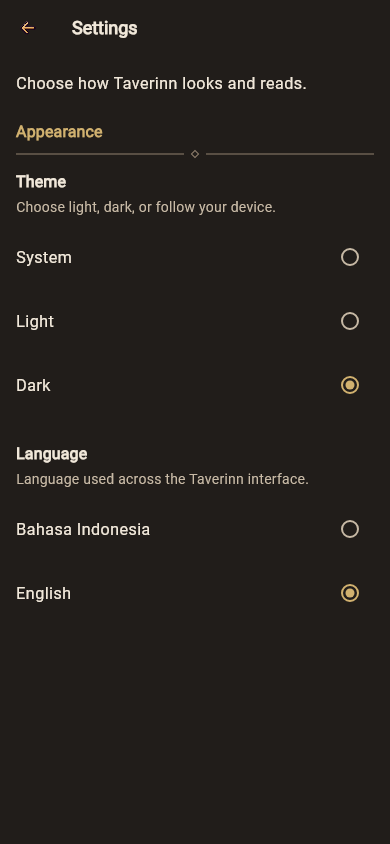 Settings
Choose how Taverinn looks and reads.
Appearance
Theme
Choose light, dark, or follow your device.
System
Light
Dark
Language
Language used across the Taverinn interface.
Bahasa Indonesia
English